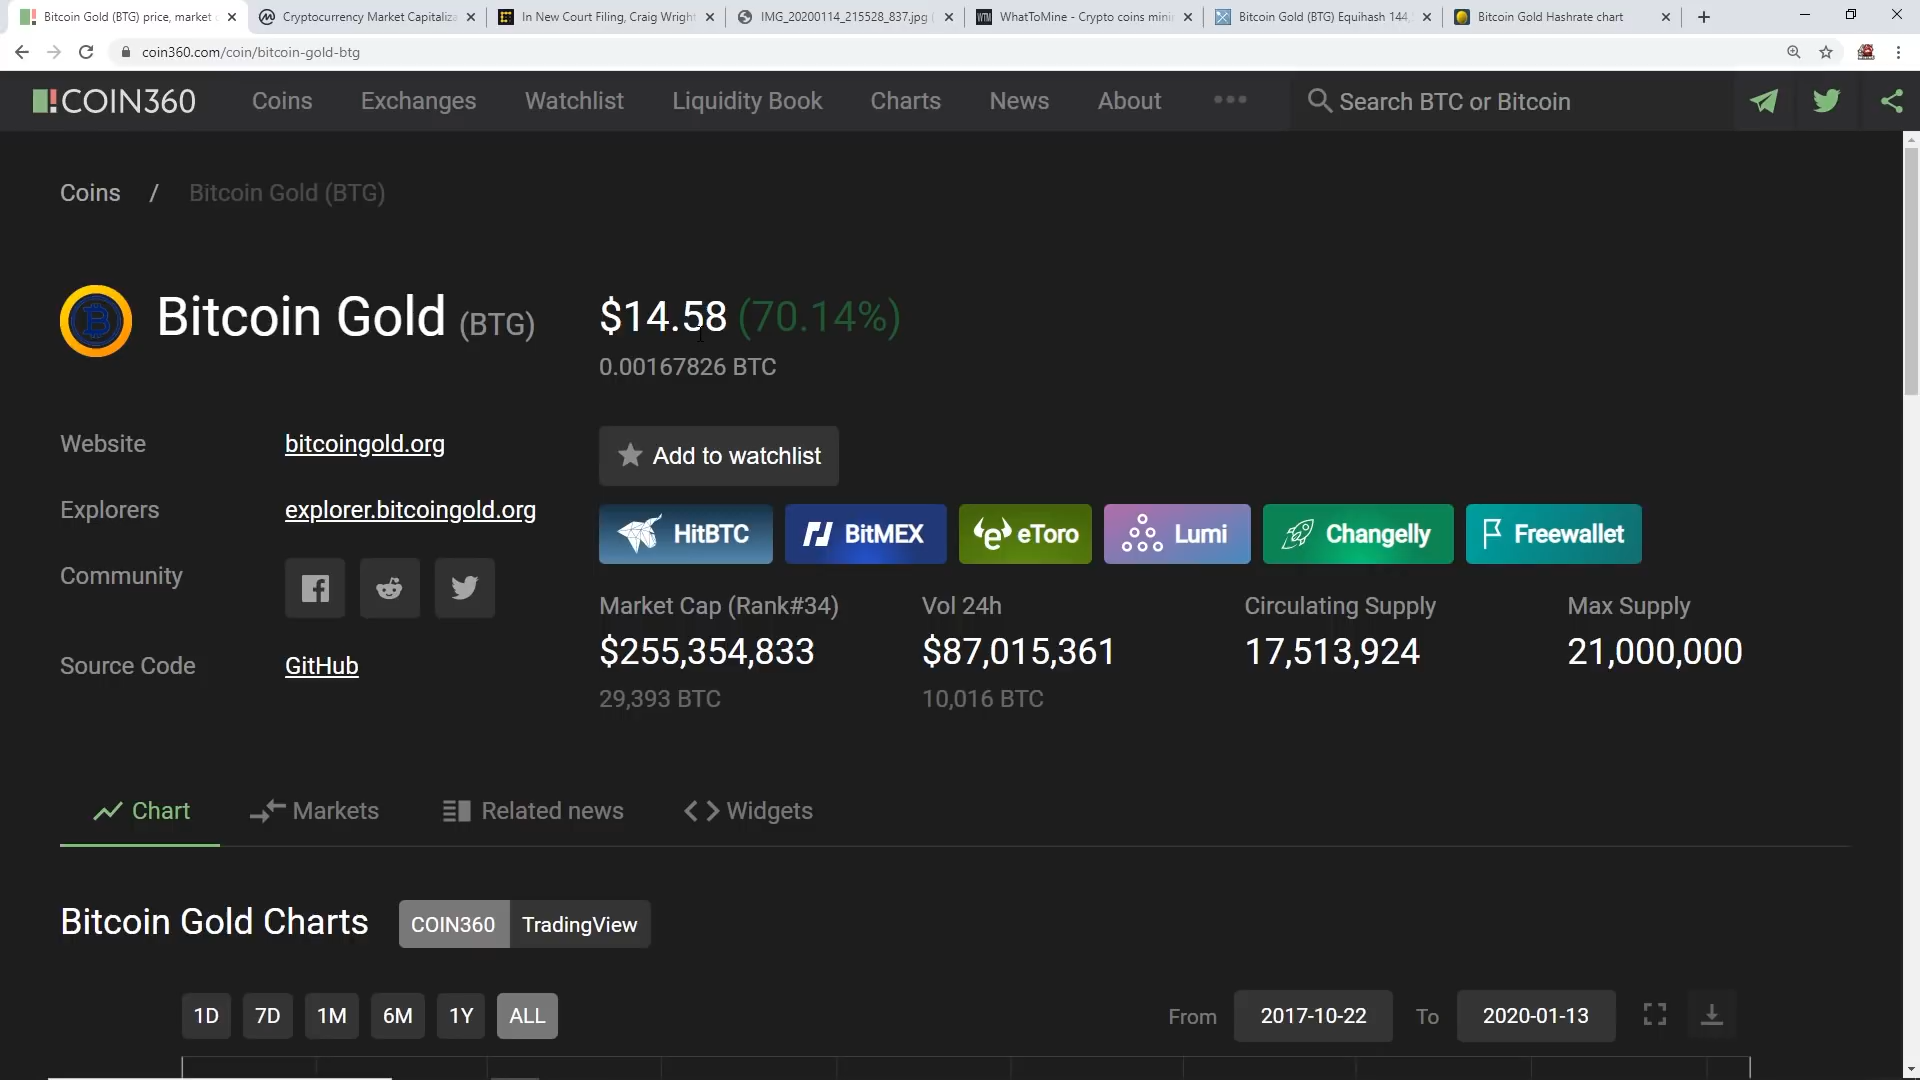 Bitcoin Gold (BTG) price, market
Cryptocurrency Market Capitaliza
In New Court Filing, Craig Wright
IMG_20200114_215528_837.jpg (
WhatToMine - Crypto coins mini
Bitcoin Gold (BTG) Equihash 144,
Bitcoin Gold Hashrate chart
coin360.com/coin/bitcoin-gold-btg
COIN360
Coins
Exchanges
Watchlist
Liquidity Book
Charts
News
About
Search BTC or Bitcoin
Coins / Bitcoin Gold (BTG)
Bitcoin Gold (BTG)
$14.58 (70.14%)
0.00167826 BTC
Website bitcoingold.org
Add to watchlist
Explorers explorer.bitcoingold.org
HitBTC
BitMEX
eToro
Lumi
Changelly
Freewallet
Community
Market Cap (Rank#34)
Vol 24h
Circulating Supply
Max Supply
$255,354,833
$87,015,361
17,513,924
21,000,000
Source Code GitHub
29,393 BTC
10,016 BTC
Chart
Markets
Related news
Widgets
Bitcoin Gold Charts
COIN360
TradingView
1D
7D
1M
6M
1Y
ALL
From 2017-10-22 To 2020-01-13